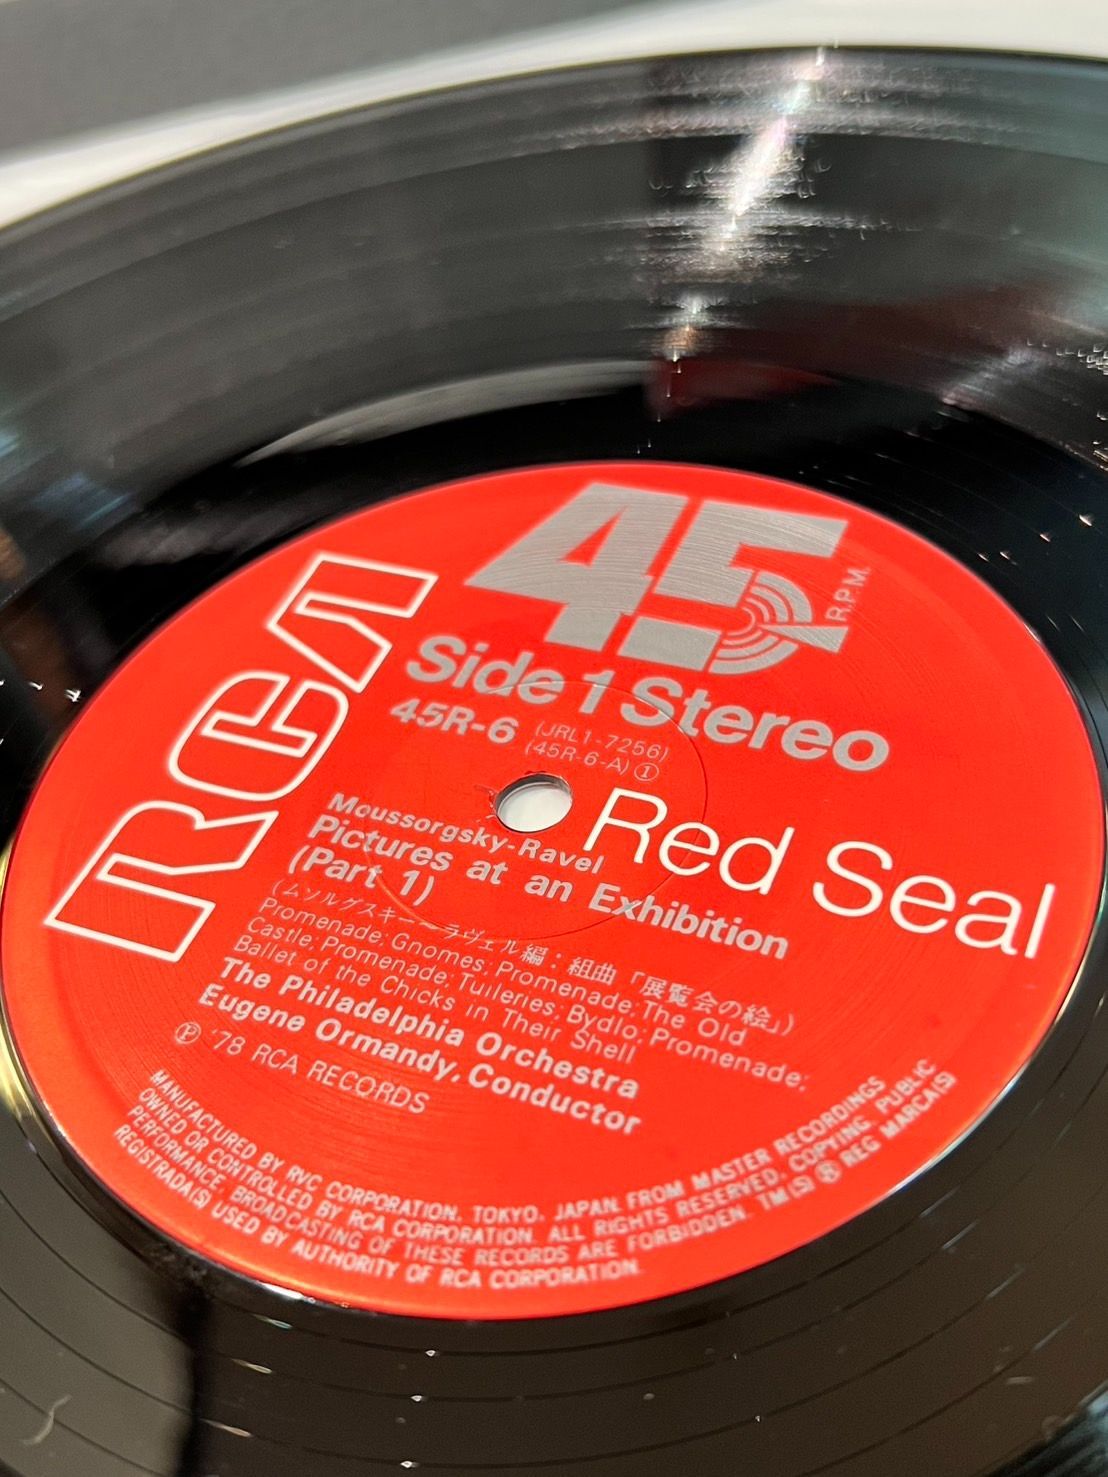 45
R.P.M.
RCA
Side 1 Stereo
45R-6 (JRL1-7256)
(45R-6-A) ①
Red Seal
Moussorgsky-Ravel
Pictures at an Exhibition
(Part 1)
(ムソルグスキー～ラヴェル編：組曲「展覧会の絵」)
Promenade; Gnomes; Promenade; The Old
Castle; Promenade; Tuileries; Bydlo; Promenade;
Ballet of the Chicks in Their Shell
The Philadelphia Orchestra
Eugene Ormandy, Conductor
Ⓟ '78 RCA RECORDS
MANUFACTURED BY RVC CORPORATION, TOKYO, JAPAN. FROM MASTER RECORDINGS
OWNED OR CONTROLLED BY RCA CORPORATION. ALL RIGHTS RESERVED. COPYING, PUBLIC
PERFORMANCE, BROADCASTING OF THESE RECORDS ARE FORBIDDEN. TM(S) ® REG MARCA(S)
REGISTRADA(S) USED BY AUTHORITY OF RCA CORPORATION.